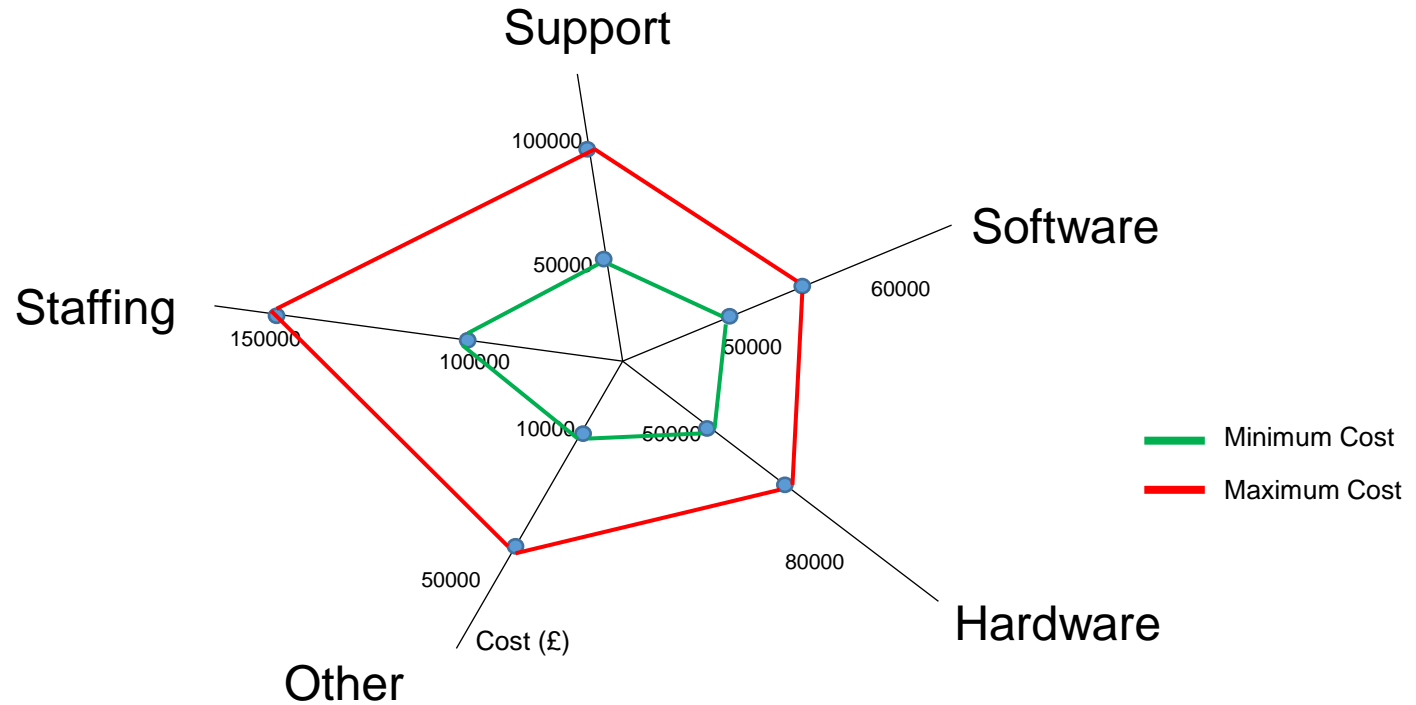 Support
100000
Software
50000
60000
Staffing
150000
50000
100000
10000
50000
Minimum Cost
Maximum Cost
80000
50000
Hardware
Cost (£)
Other